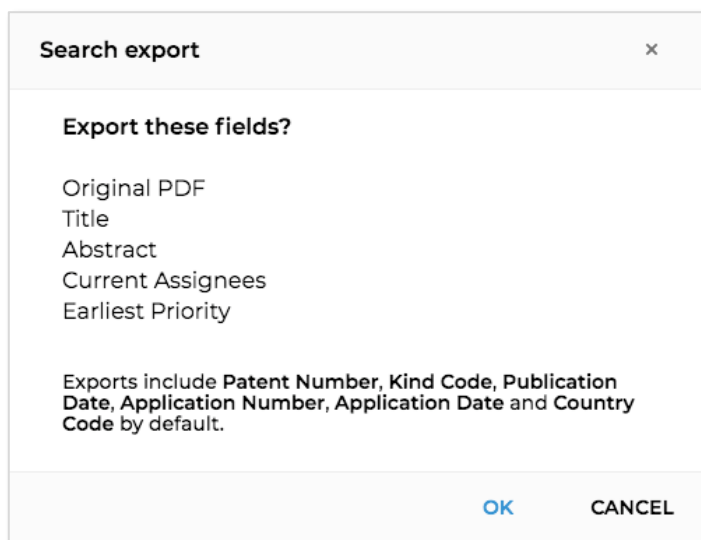 Search export ×
Export these fields?
Original PDF
Title
Abstract
Current Assignees
Earliest Priority
Exports include Patent Number, Kind Code, Publication
Date, Application Number, Application Date and Country
Code by default.
OK CANCEL